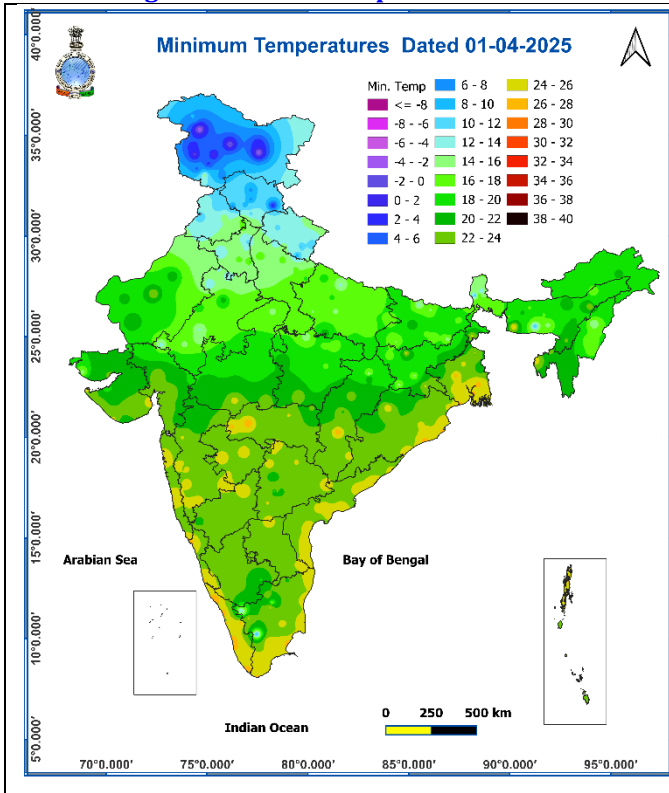 Minimum Temperatures Dated 01-04-2025
Min. Temp
<= -8
-8 - -6
-6 - -4
-4 - -2
-2 - 0
0 - 2
2 - 4
4 - 6
6 - 8
8 - 10
10 - 12
12 - 14
14 - 16
16 - 18
18 - 20
20 - 22
22 - 24
24 - 26
26 - 28
28 - 30
30 - 32
32 - 34
34 - 36
36 - 38
38 - 40
40°0.000'
35°0.000'
30°0.000'
25°0.000'
20°0.000'
15°0.000'
10°0.000'
5°0.000'
Arabian Sea
Bay of Bengal
Indian Ocean
0 250 500 km
70°0.000' 75°0.000' 80°0.000' 85°0.000' 90°0.000' 95°0.000'